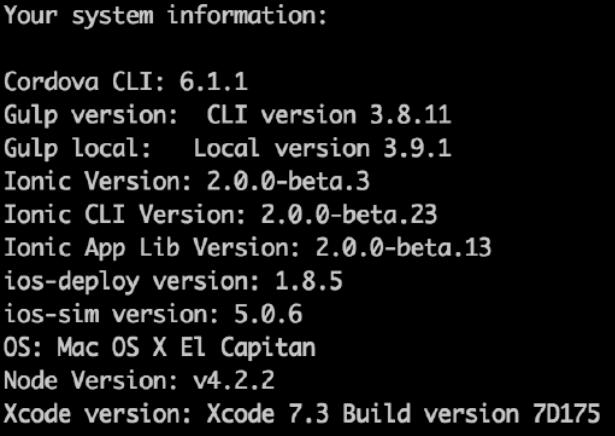 Your system information:
Cordova CLI: 6.1.1
Gulp version:  CLI version 3.8.11
Gulp local:   Local version 3.9.1
Ionic Version: 2.0.0-beta.3
Ionic CLI Version: 2.0.0-beta.23
Ionic App Lib Version: 2.0.0-beta.13
ios-deploy version: 1.8.5
ios-sim version: 5.0.6
OS: Mac OS X El Capitan
Node Version: v4.2.2
Xcode version: Xcode 7.3 Build version 7D175